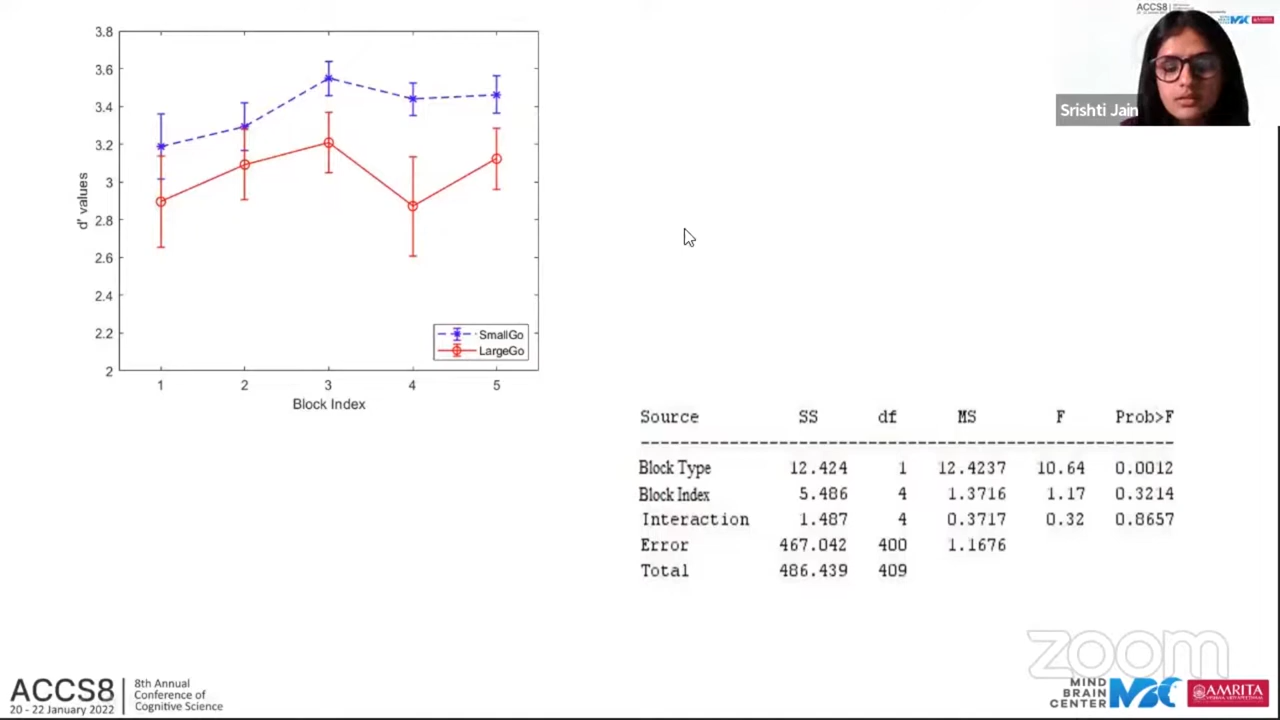 ACCS8
MBC
Srishti Jain
3.8
3.6
3.4
3.2
3
2.8
2.6
2.4
2.2
2
d' values
SmallGo
LargeGo
1 2 3 4 5
Block Index
Source SS df MS F Prob>F
Block Type 12.424 1 12.4237 10.64 0.0012
Block Index 5.486 4 1.3716 1.17 0.3214
Interaction 1.487 4 0.3717 0.32 0.8657
Error 467.042 400 1.1676
Total 486.439 409
zoom
ACCS8
20 - 22 January 2022
8th Annual
Conference of
Cognitive Science
MIND
BRAIN
CENTER
MBC
AMRITA